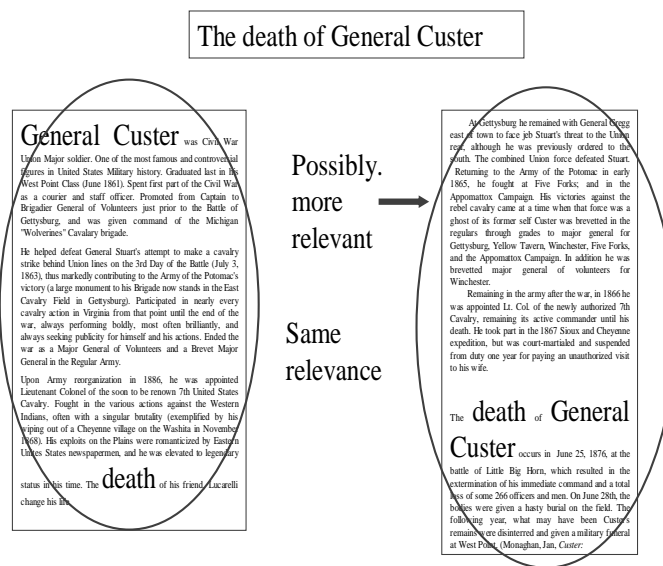 The death of General Custer
General Custer was Civil War
Union Major soldier. One of the most famous and controversial
figures in United States Military history. Graduated last in his
West Point Class (June 1861). Spent first part of the Civil War
as a courier and staff officer. Promoted from Captain to
Brigadier General of Volunteers just prior to the Battle of
Gettysburg, and was given command of the Michigan
"Wolverines" Cavalary brigade.
He helped defeat General Stuart's attempt to make a cavalry
strike behind Union lines on the 3rd Day of the Battle (July 3,
1863), thus markedly contributing to the Army of the Potomac's
victory (a large monument to his Brigade now stands in the East
Cavalry Field in Gettysburg). Participated in nearly every
cavalry action in Virginia from that point until the end of the
war, always performing boldly, most often brilliantly, and
always seeking publicity for himself and his actions. Ended the
war as a Major General of Volunteers and a Brevet Major
General in the Regular Army.
Upon Army reorganization in 1886, he was appointed
Lieutenant Colonel of the soon to be renown 7th United States
Cavalry. Fought in the various actions against the Western
Indians, often with a singular brutality (exemplified by his
wiping out of a Cheyenne village on the Washita in November
1868). His exploits on the Plains were romanticized by Eastern
Unites States newspapermen, and he was elevated to legendary
status in his time. The death of his friend, Lucarelli
change his life.
Possibly.
more
relevant
Same
relevance
At Gettysburg he remained with General Gregg
east of town to face jeb Stuart's threat to the Union
rear, although he was previously ordered to the
south. The combined Union force defeated Stuart.
Returning to the Army of the Potomac in early
1865, he fought at Five Forks; and in the
Appomattox Campaign. His victories against the
rebel cavalry came at a time when that force was a
ghost of its former self Custer was brevetted in the
regulars through grades to major general for
Gettysburg, Yellow Tavern, Winchester, Five Forks,
and the Appomattox Campaign. In addition he was
brevetted major general of volunteers for
Winchester.
Remaining in the army after the war, in 1866 he
was appointed Lt. Col. of the newly authorized 7th
Cavalry, remaining its active commander until his
death. He took part in the 1867 Sioux and Cheyenne
expedition, but was court-martialed and suspended
from duty one year for paying an unauthorized visit
to his wife.
The death of General
Custer occurs in June 25, 1876, at the
battle of Little Big Horn, which resulted in the
extermination of his immediate command and a total
loss of some 266 officers and men. On June 28th, the
bodies were given a hasty burial on the field. The
following year, what may have been Custer's
remains were disinterred and given a military funeral
at West Point. (Monaghan, Jan, Custer: